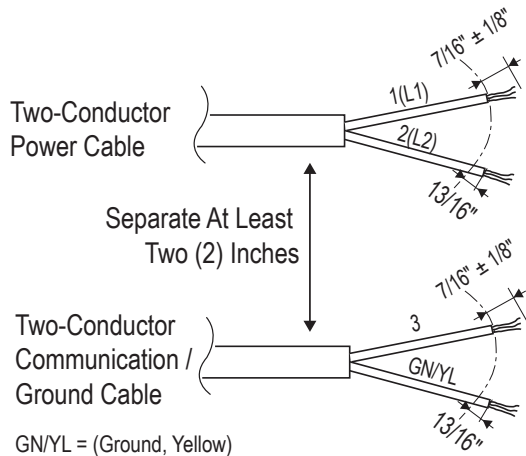 7/16" ± 1/8"
1(L1)
Two-Conductor
Power Cable
2(L2)
13/16"
Separate At Least
Two (2) Inches
7/16" ± 1/8"
Two-Conductor
Communication /
Ground Cable
3
GN/YL
13/16"
GN/YL = (Ground, Yellow)